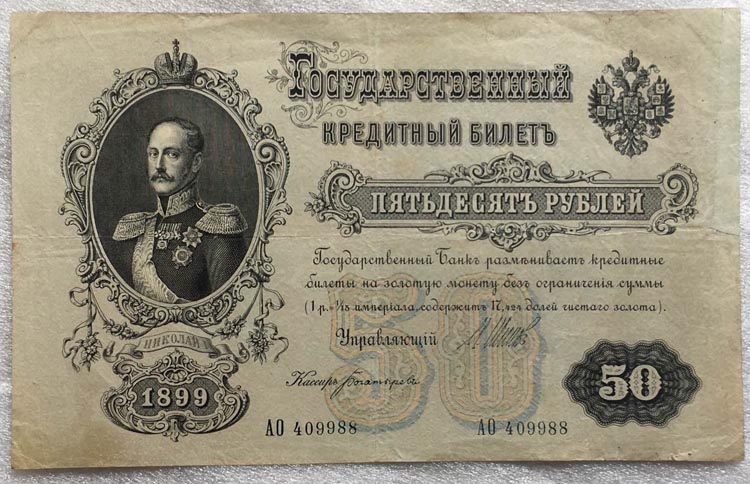 Государственный
кредитный билетъ
ПЯТЬДЕСЯТЪ РУБЛЕЙ
Государственный Банкъ размѣниваетъ кредитные
билеты на золотую монету безъ ограниченія суммы
(1 р.= 1/15 имперіала, содержитъ 17,424 долей чистаго золота).
Управляющій
Кассиръ
НИКОЛАЙ I
1899
50
50
АО 409988
АО 409988